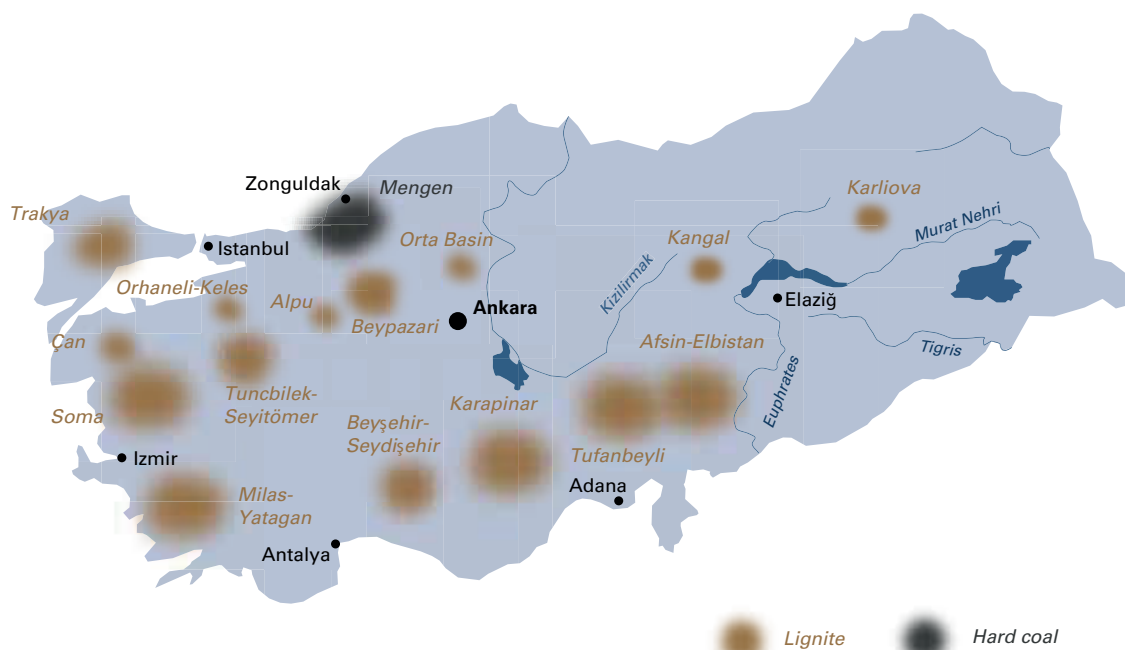 Zonguldak
Mengen
Karliova
Trakya
Istanbul
Orta Basin
Kangal
Murat Nehri
Orhaneli-Keles
Alpu
Kizilirmak
Elaziğ
Ankara
Beypazari
Çan
Afsin-Elbistan
Tigris
Tuncbilek-
Seyitömer
Soma
Karapinar
Euphrates
Beyşehir-
Seydişehir
Izmir
Tufanbeyli
Adana
Milas-
Yatagan
Antalya
Lignite
Hard coal